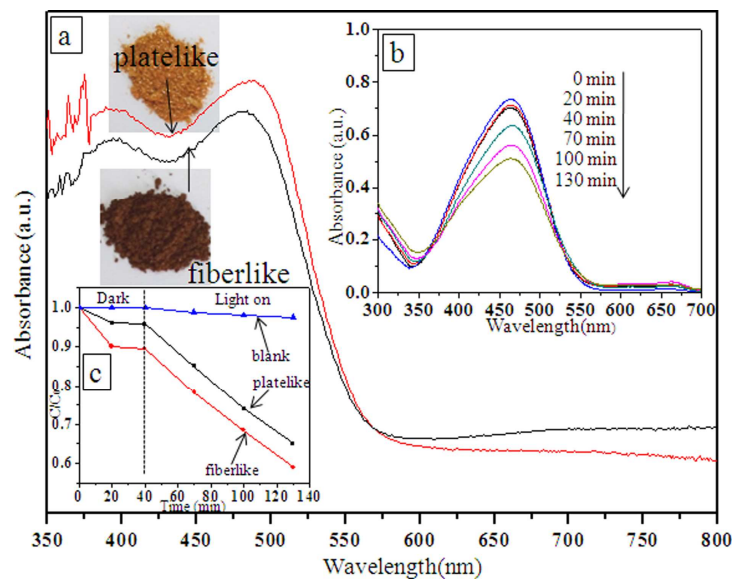 a
platelike
fiberlike
Absorbance (a.u.)
350 400 450 500 550 600 650 700 750 800
Wavelength(nm)
b
1.0
0.8
0.6
0.4
0.2
0.0
Absorbance (a.u.)
0 min
20 min
40 min
70 min
100 min
130 min
300 350 400 450 500 550 600 650 700
Wavelength(nm)
c
Dark
Light on
blank
platelike
fiberlike
1.0
0.9
0.8
0.7
0.6
C/C₀
0 20 40 60 80 100 120 140
Time (min)